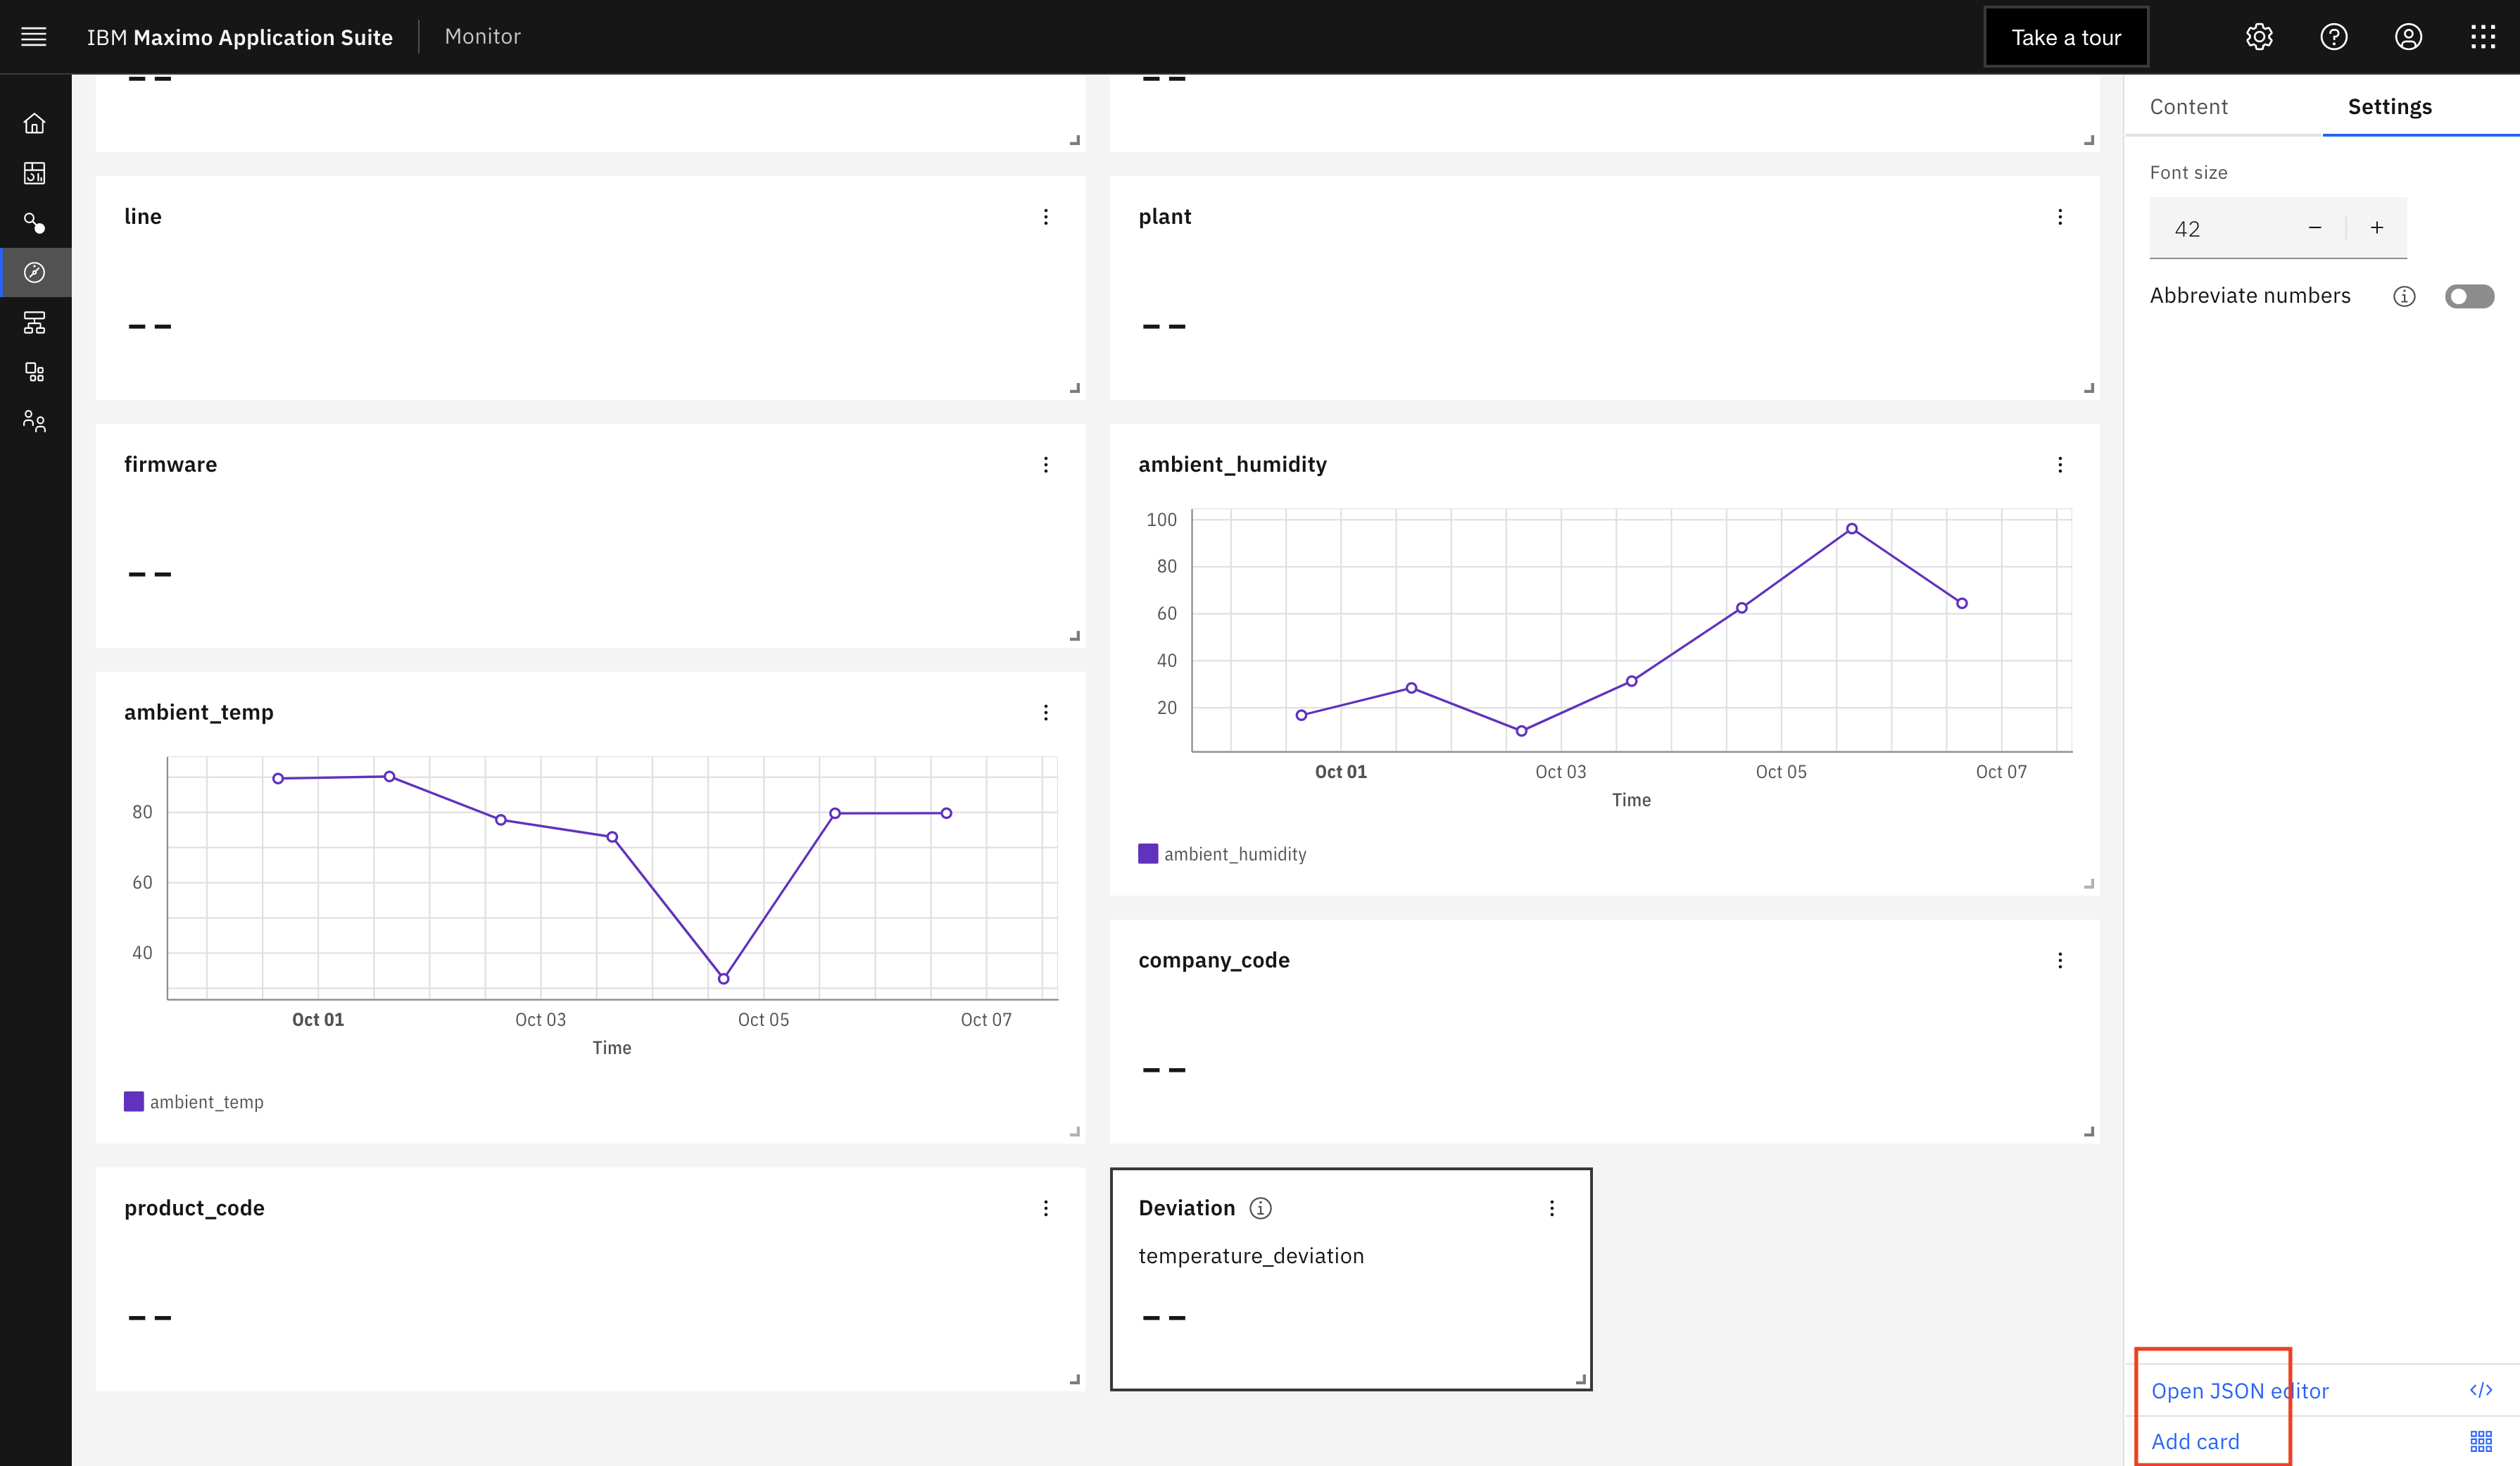 IBM Maximo Application Suite Monitor Take a tour
-- --
line
--
plant
--
firmware
--
ambient_humidity
100
80
60
40
20
Oct 01 Oct 03 Oct 05 Oct 07
Time
ambient_humidity
ambient_temp
80
60
40
Oct 01 Oct 03 Oct 05 Oct 07
Time
ambient_temp
company_code
--
product_code
--
Deviation
temperature_deviation
--
Content Settings
Font size
42 − +
Abbreviate numbers
Open JSON editor </>
Add card